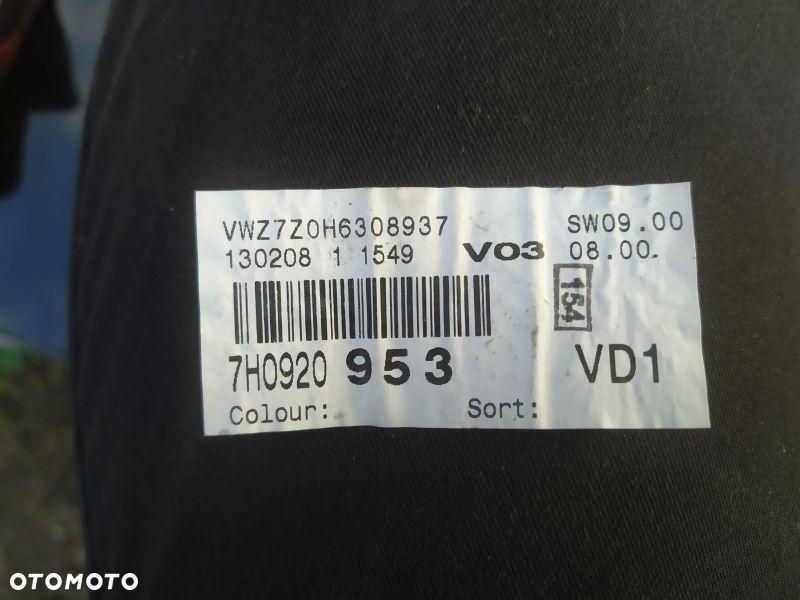 VWZ7Z0H6308937 SW09.00
130208 1 1549 V03 08.00.
154
7H0920 953 VD1
Colour: Sort:
OTOMOTO